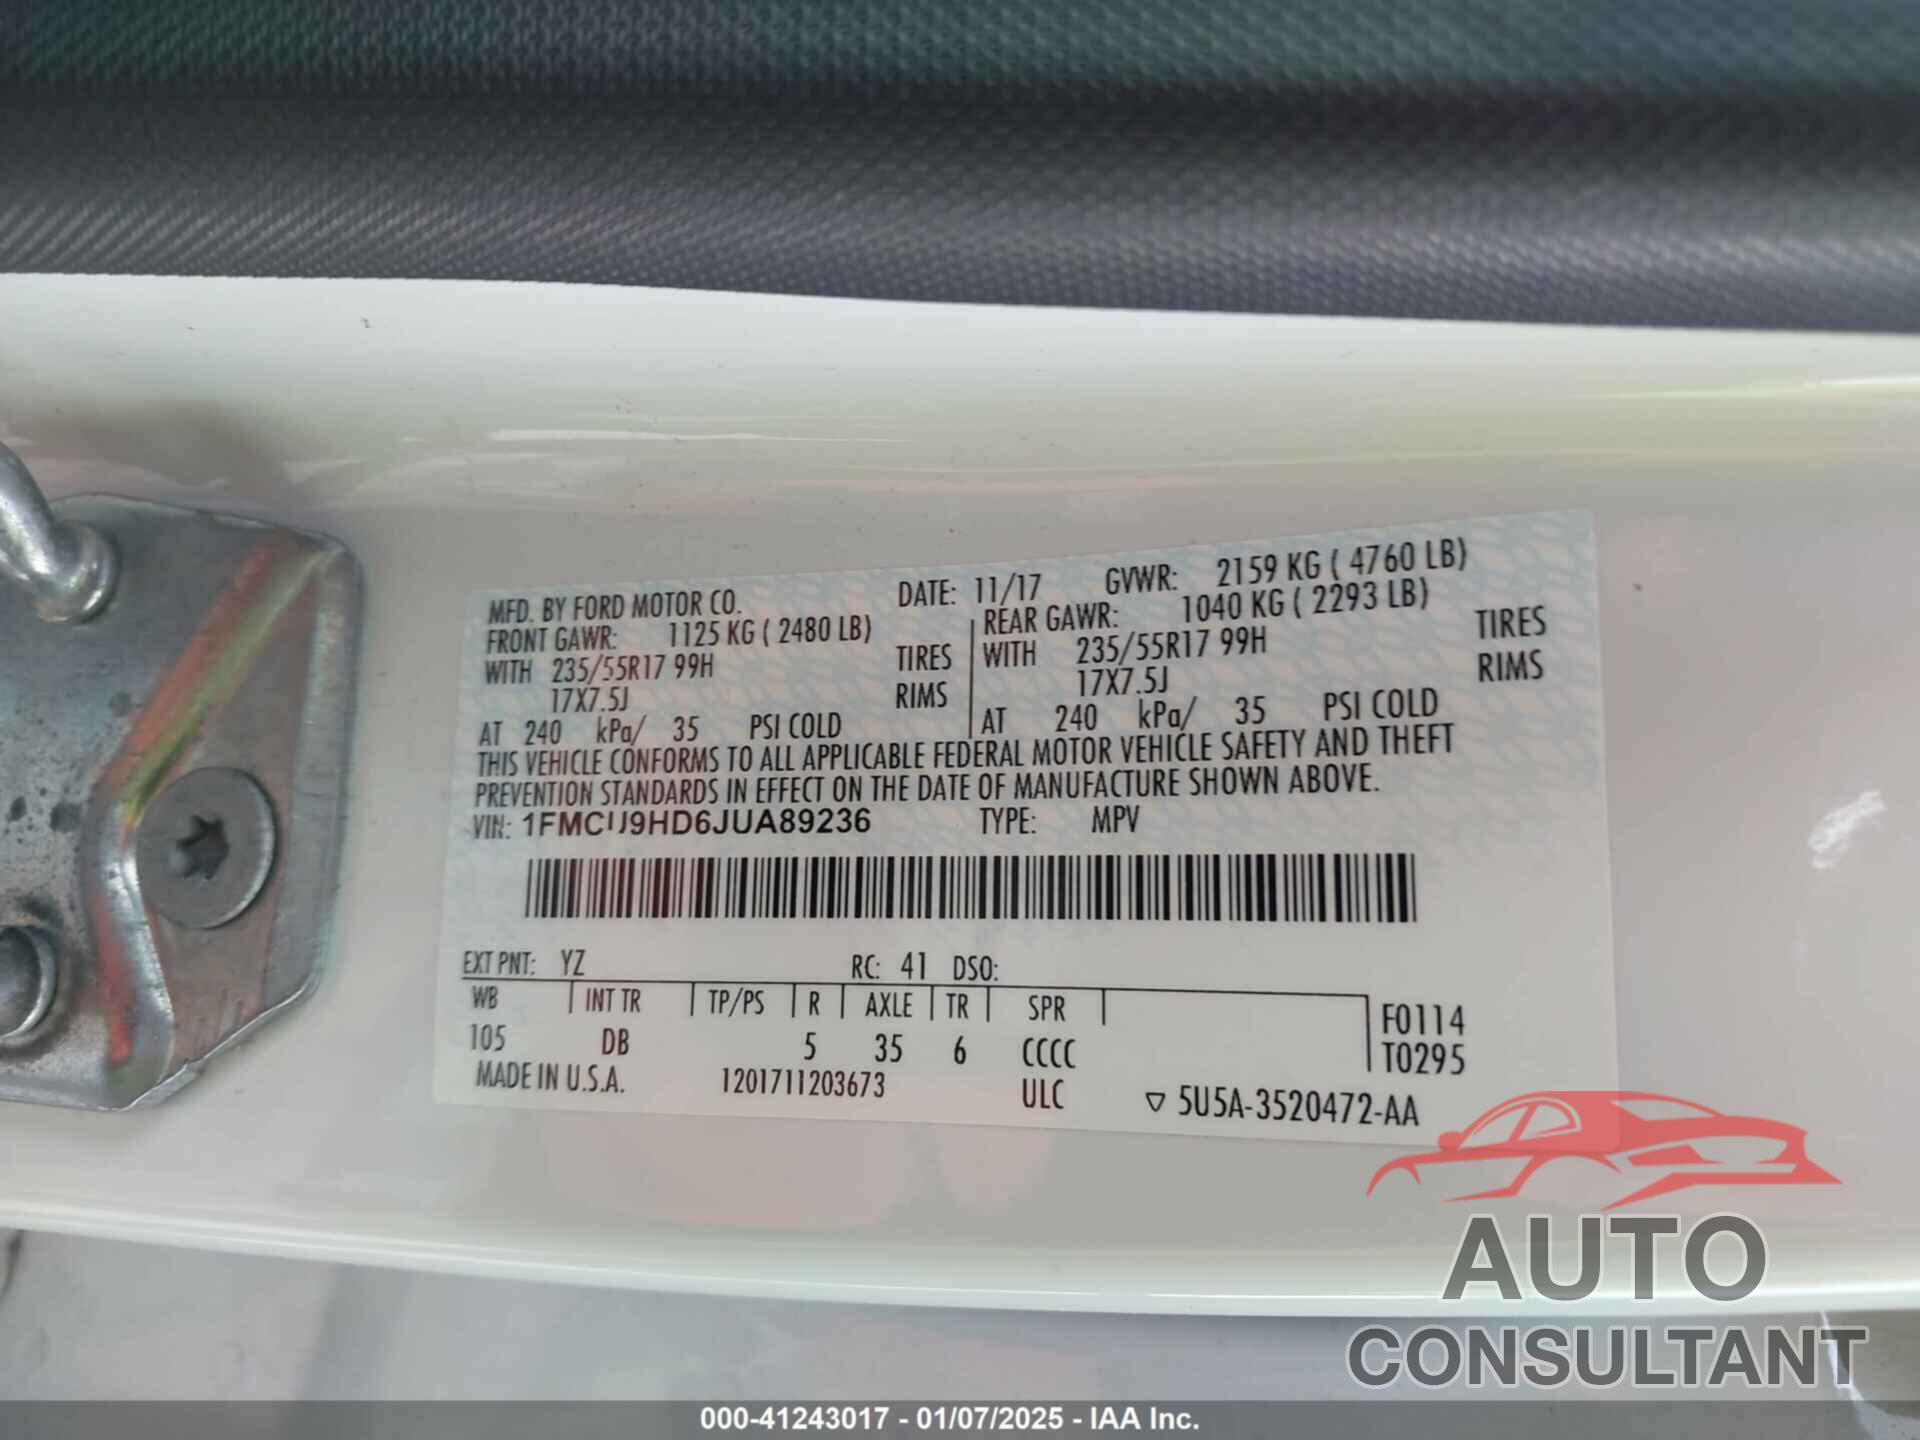 MFD. BY FORD MOTOR CO. DATE: 11/17 GVWR: 2159 KG ( 4760 LB)
FRONT GAWR: 1125 KG ( 2480 LB) REAR GAWR: 1040 KG ( 2293 LB)
WITH 235/55R17 99H TIRES WITH 235/55R17 99H TIRES
17X7.5J RIMS 17X7.5J RIMS
AT 240 kPa/ 35 PSI COLD AT 240 kPa/ 35 PSI COLD
THIS VEHICLE CONFORMS TO ALL APPLICABLE FEDERAL MOTOR VEHICLE SAFETY AND THEFT
PREVENTION STANDARDS IN EFFECT ON THE DATE OF MANUFACTURE SHOWN ABOVE.
VIN: 1FMCU9HD6JUA89236 TYPE: MPV
EXT PNT: YZ RC: 41 DSO:
WB INT TR TP/PS R AXLE TR SPR F0114
105 DB 5 35 6 CCCC T0295
MADE IN U.S.A. 1201711203673 ULC ▽ 5U5A-3520472-AA
AUTO
CONSULTANT
000-41243017 - 01/07/2025 - IAA Inc.